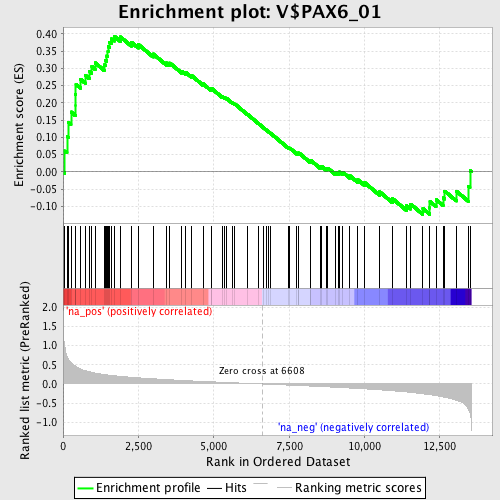 Enrichment plot: V$PAX6_01
Enrichment score (ES)
0.40
0.35
0.30
0.25
0.20
0.15
0.10
0.05
0.00
-0.05
-0.10
'na_pos' (positively correlated)
Ranked list metric (PreRanked)
2.0
1.5
1.0
0.5
0.0
-0.5
-1.0
Zero cross at 6608
'na_neg' (negatively correlated)
0
2,500
5,000
7,500
10,000
12,500
Rank in Ordered Dataset
Enrichment profile
Hits
Ranking metric scores